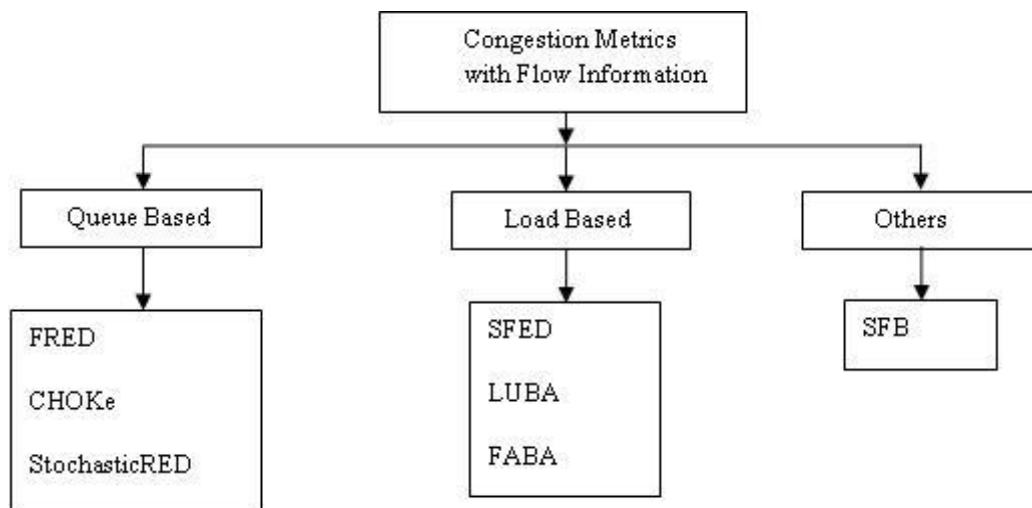 Congestion Metrics
with Flow Information
Queue Based
Load Based
Others
FRED
CHOKe
StochasticRED
SFED
LUBA
FABA
SFB